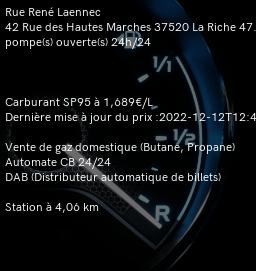 Rue René Laennec
42 Rue des Hautes Marches 37520 La Riche 47.
pompe(s) ouverte(s) 24h/24
1/1
Carburant SP95 à 1,689€/L
Dernière mise à jour du prix :2022-12-12T12:4
1/2
Vente de gaz domestique (Butane, Propane)
Automate CB 24/24
DAB (Distributeur automatique de billets)
Station à 4,06 km
R